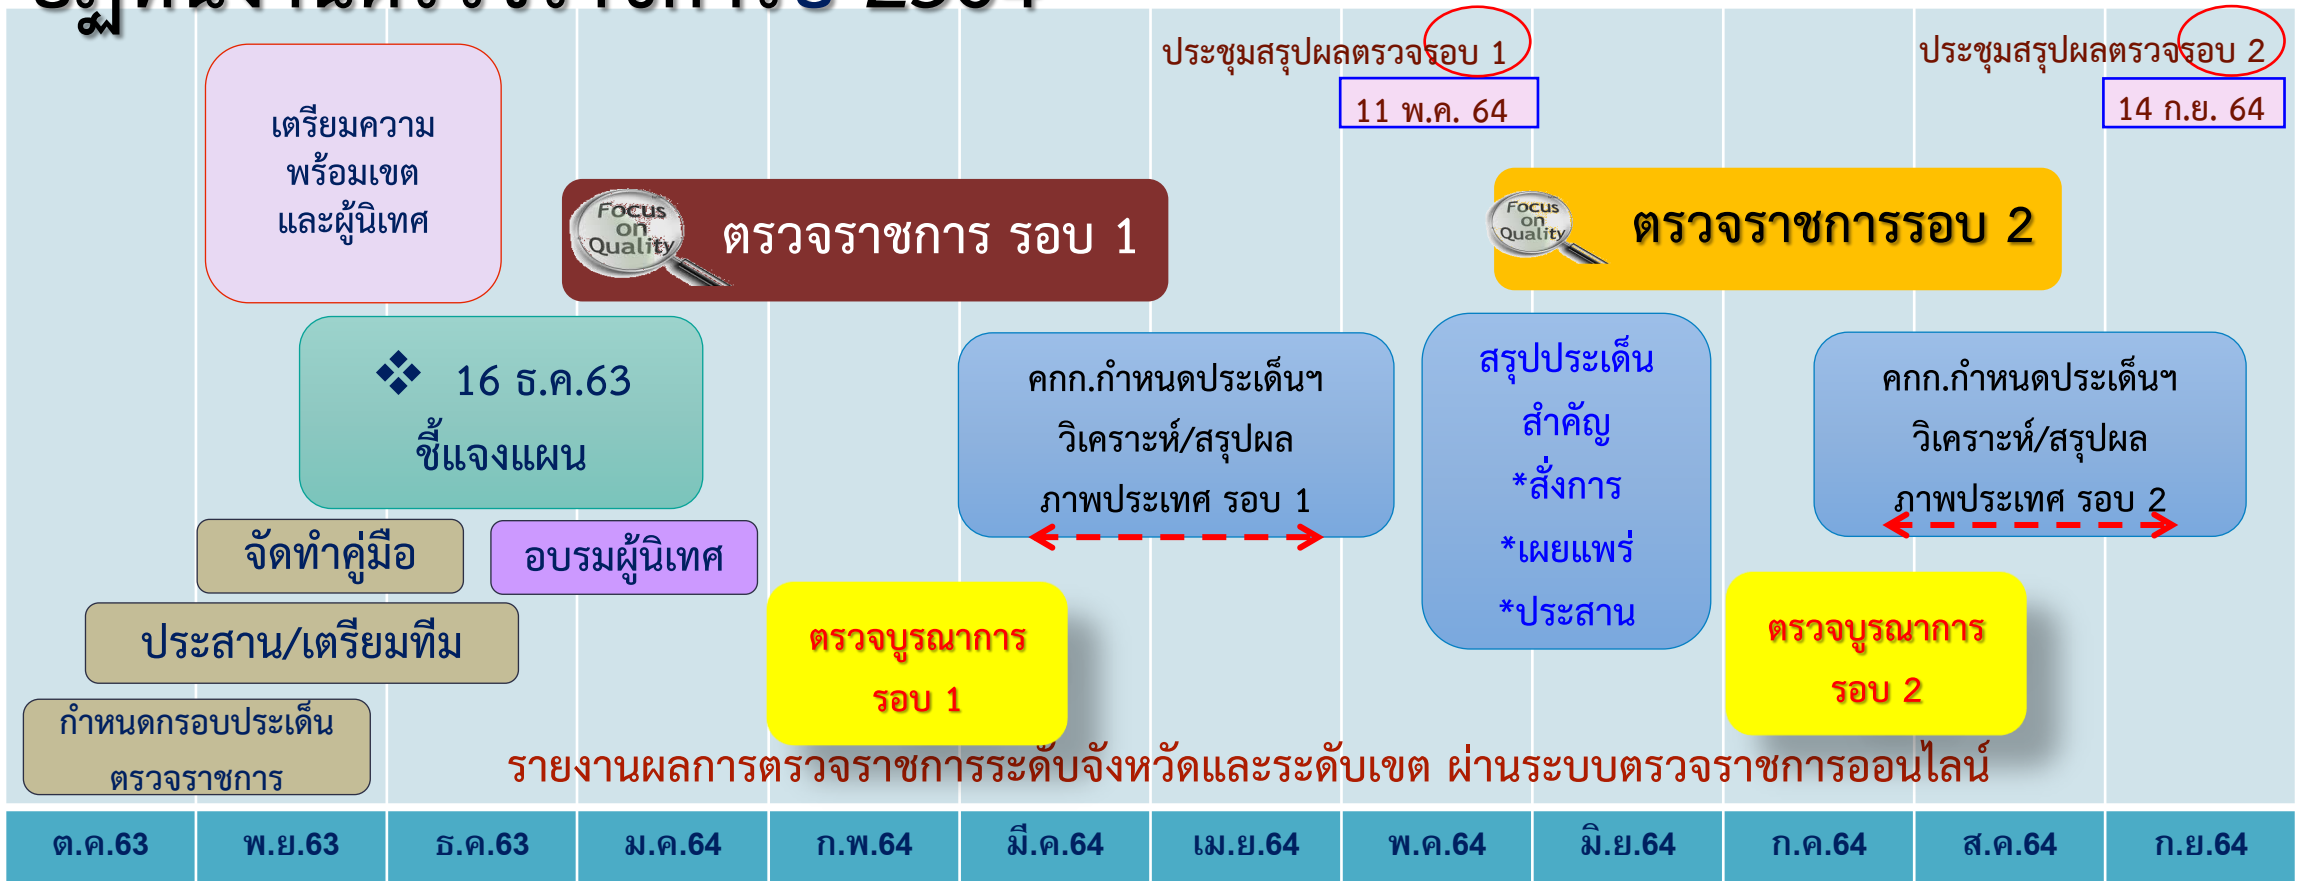 2564
ประชุมสรุปผลตรวจรอบ 1
11 พ.ค. 64
ประชุมสรุปผลตรวจรอบ 2
14 ก.ย. 64
เตรียมความ
พร้อมเขต
และผู้นิเทศ
Focus
on
Quality
ตรวจราชการ รอบ 1
Focus
on
Quality
ตรวจราชการรอบ 2
❖ 16 ธ.ค.63
ชี้แจงแผน
คกก.กำหนดประเด็นฯ
วิเคราะห์/สรุปผล
ภาพประเทศ รอบ 1
สรุปประเด็น
สำคัญ
*สั่งการ
*เผยแพร่
*ประสาน
คกก.กำหนดประเด็นฯ
วิเคราะห์/สรุปผล
ภาพประเทศ รอบ 2
จัดทำคู่มือ
อบรมผู้นิเทศ
ประสาน/เตรียมทีม
ตรวจบูรณาการ
รอบ 1
ตรวจบูรณาการ
รอบ 2
กำหนดกรอบประเด็น
ตรวจราชการ
รายงานผลการตรวจราชการระดับจังหวัดและระดับเขต ผ่านระบบตรวจราชการออนไลน์
ต.ค.63 พ.ย.63 ธ.ค.63 ม.ค.64 ก.พ.64 มี.ค.64 เม.ย.64 พ.ค.64 มิ.ย.64 ก.ค.64 ส.ค.64 ก.ย.64